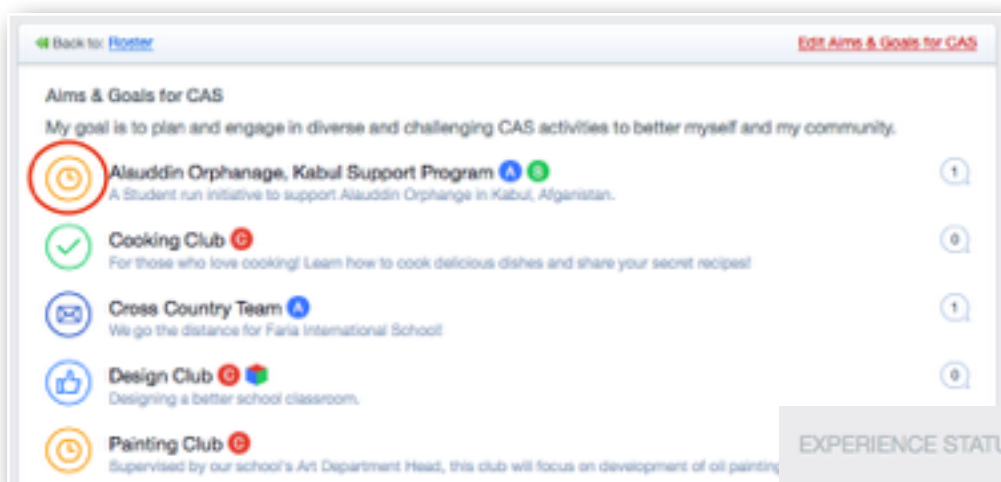 Back to: Roster
Edit Aims & Goals for CAS
Aims & Goals for CAS
My goal is to plan and engage in diverse and challenging CAS activities to better myself and my community.
Alauddin Orphanage, Kabul Support Program A S
1
A Student run initiative to support Alauddin Orphange in Kabul, Afganistan.
Cooking Club C
0
For those who love cooking! Learn how to cook delicious dishes and share your secret recipes!
Cross Country Team A
1
We go the distance for Faria International School!
Design Club C
0
Designing a better school classroom.
Painting Club C
Supervised by our school's Art Department Head, this club will focus on development of oil painting
EXPERIENCE STATU